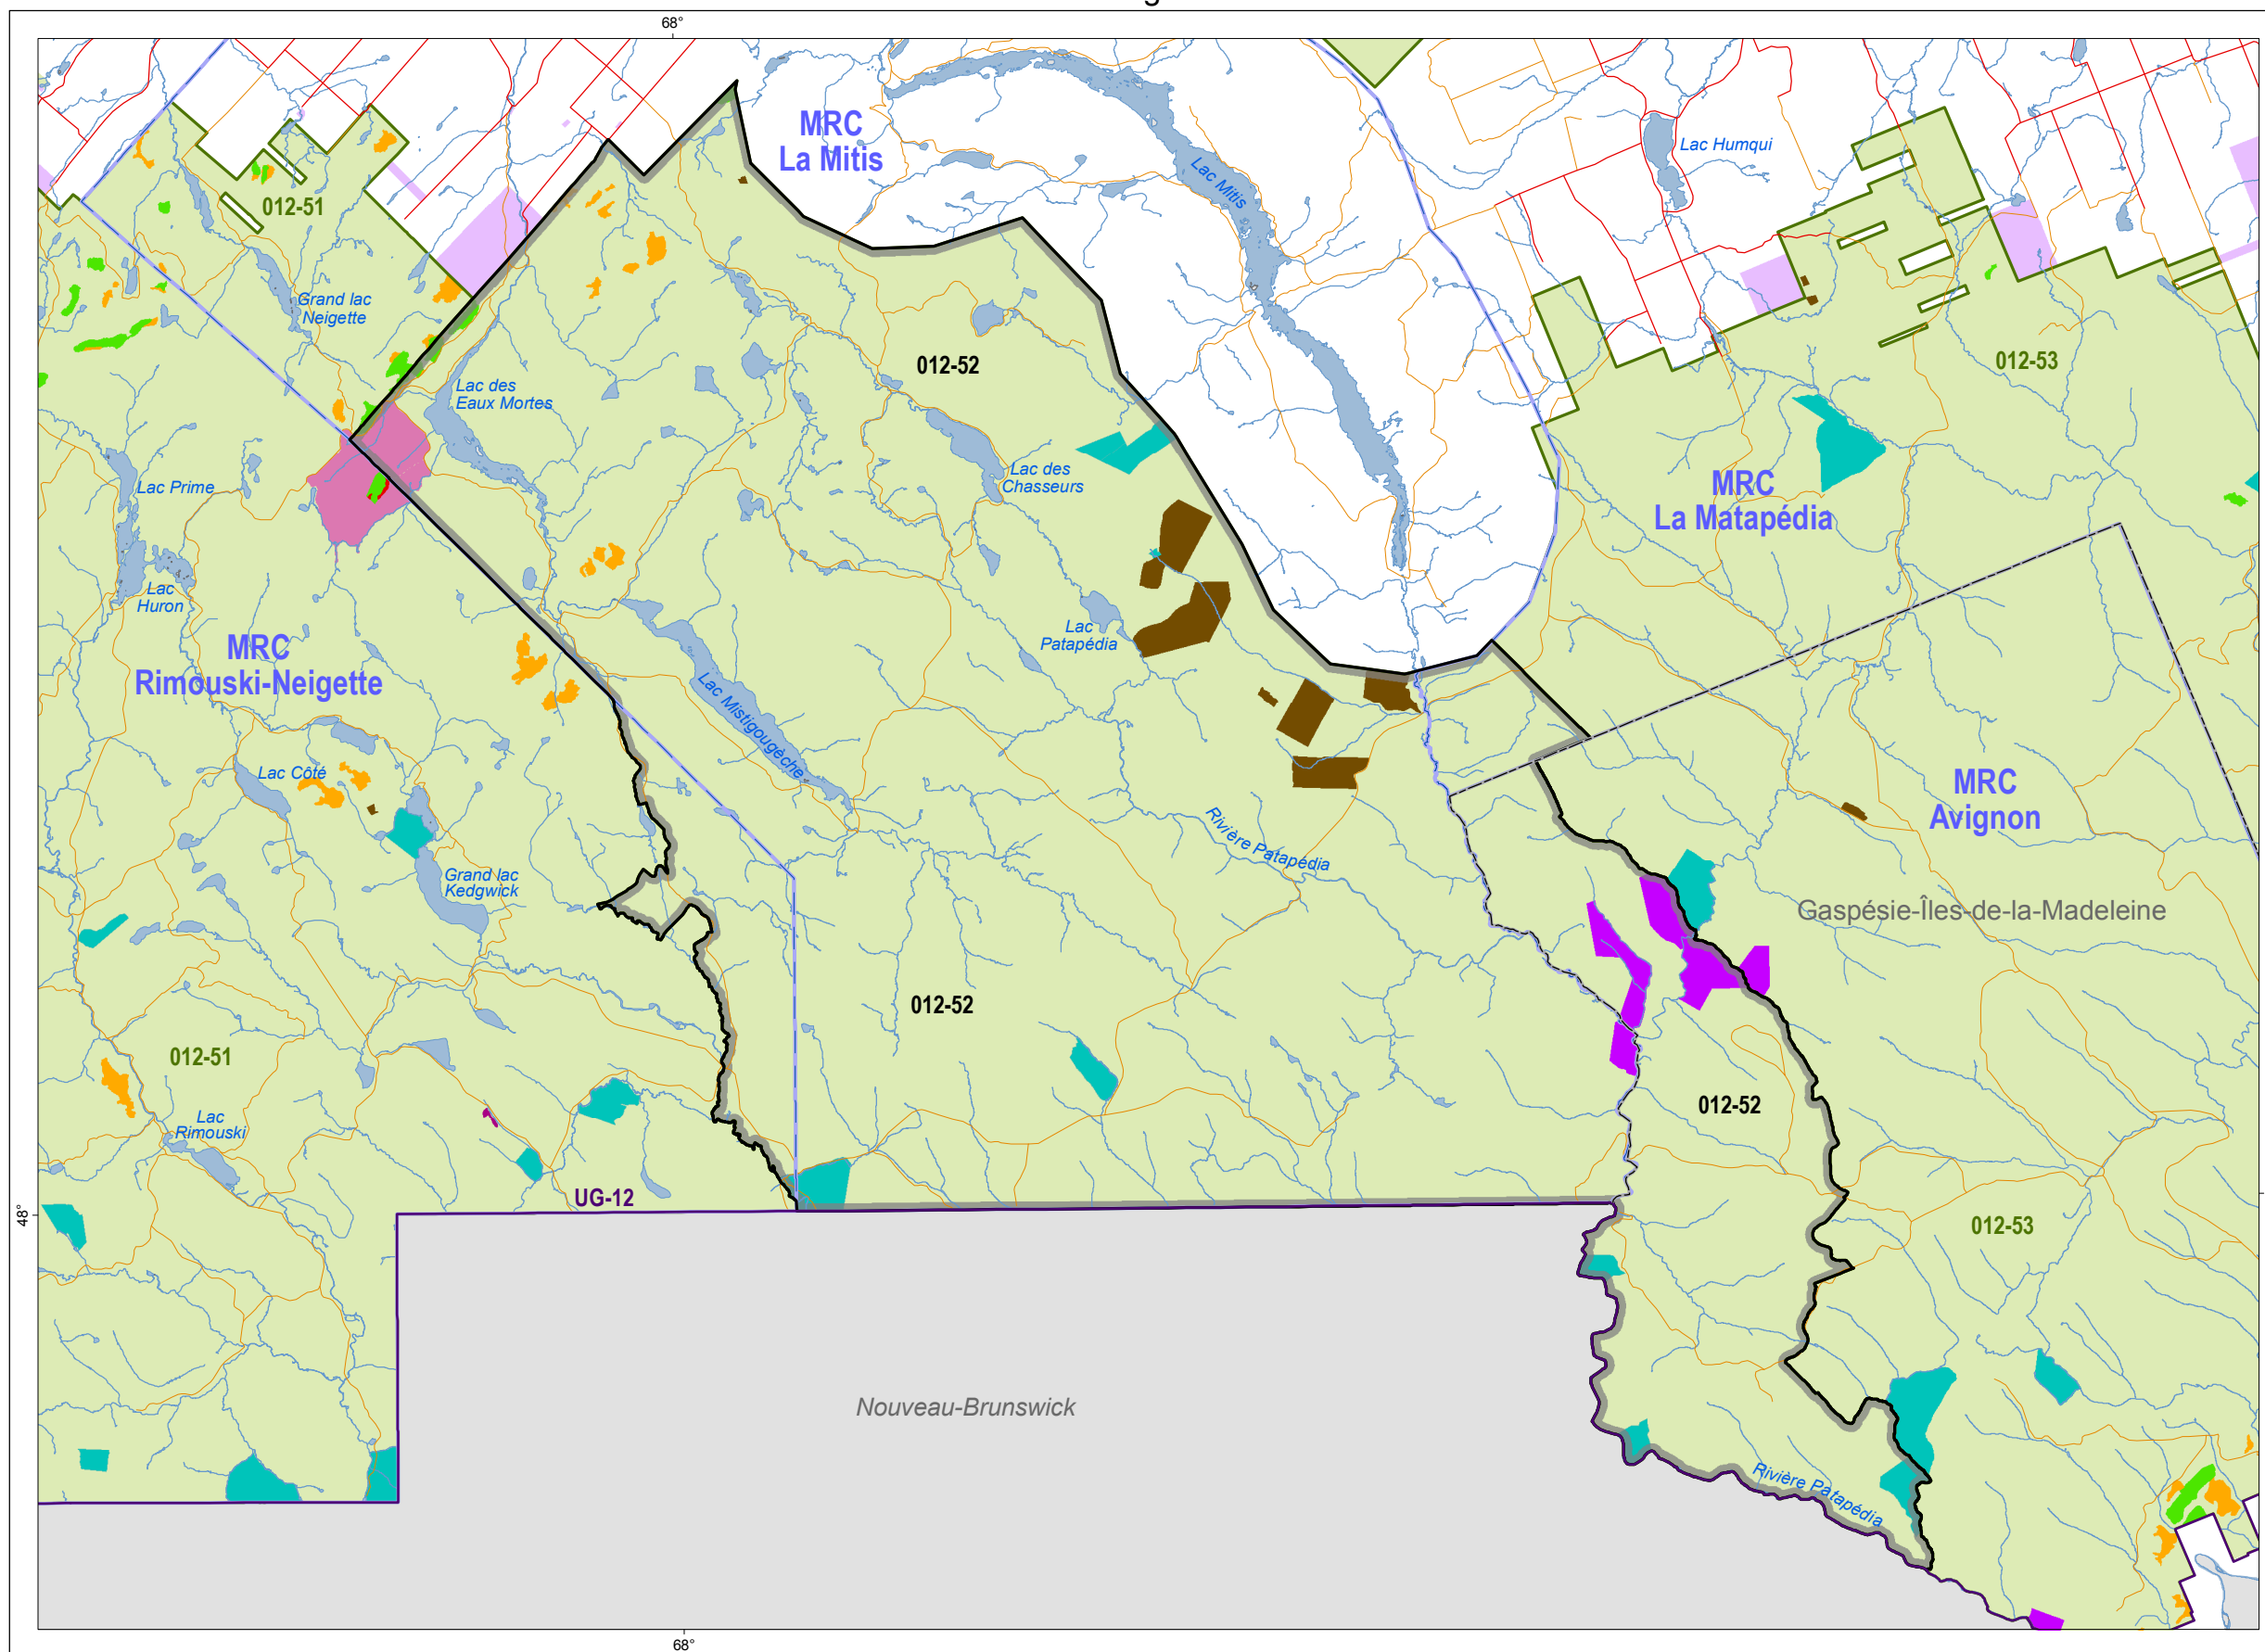 68°
MRC
La Mitis
Lac Humqui
Lac Mitis
012-51
Grand lac
Neigette
012-52
012-53
Lac des
Eaux Mortes
Lac Prime
Lac des
Chasseurs
MRC
La Matapédia
Lac
Huron
Lac
Patapédia
MRC
Rimouski-Neigette
Lac Mistigougèche
Lac Côté
MRC
Avignon
Rivière Patapédia
Grand lac
Kedgwick
Gaspésie-Îles-de-la-Madeleine
012-52
012-51
012-52
Lac
Rimouski
UG-12
48°
012-53
Nouveau-Brunswick
Rivière Patapédia
68°